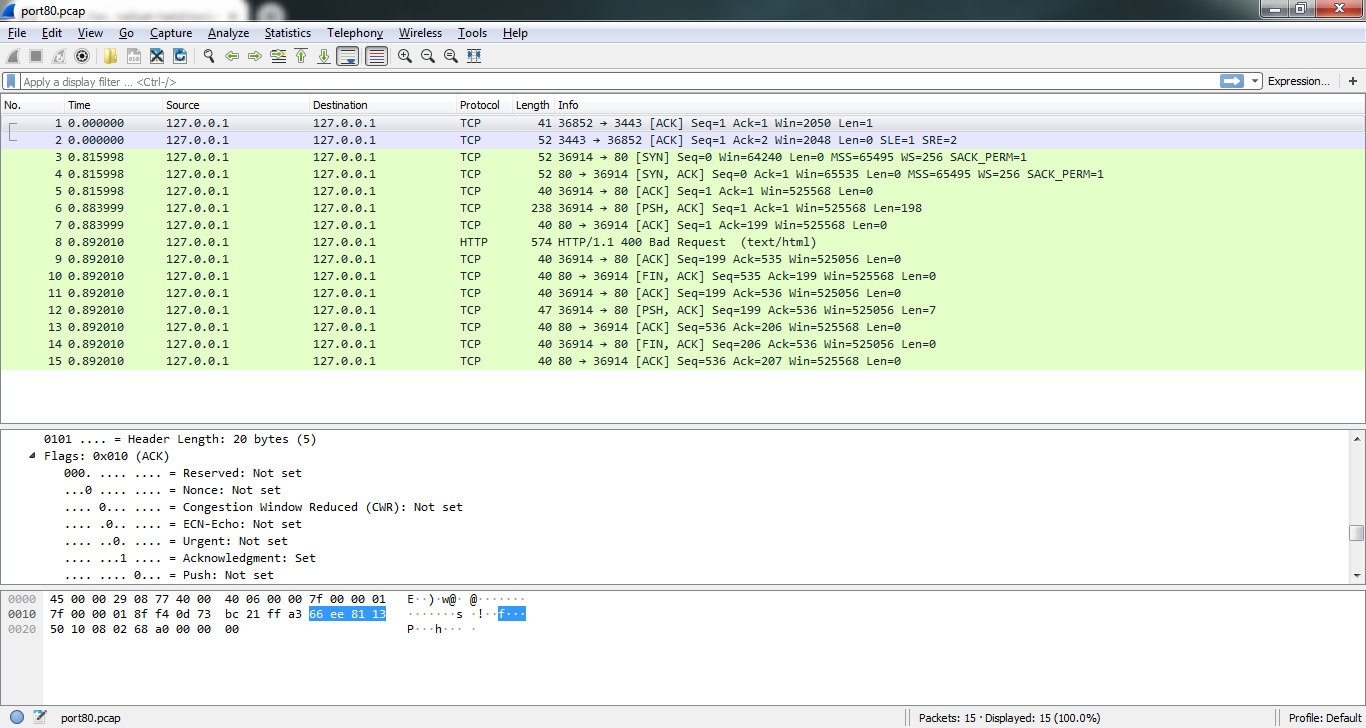 port80.pcap
File Edit View Go Capture Analyze Statistics Telephony Wireless Tools Help
Apply a display filter ... <Ctrl-/> Expression... +
No. Time Source Destination Protocol Length Info
1 0.000000 127.0.0.1 127.0.0.1 TCP 41 36852 → 3443 [ACK] Seq=1 Ack=1 Win=2050 Len=1
2 0.000000 127.0.0.1 127.0.0.1 TCP 52 3443 → 36852 [ACK] Seq=1 Ack=2 Win=2048 Len=0 SLE=1 SRE=2
3 0.815998 127.0.0.1 127.0.0.1 TCP 52 36914 → 80 [SYN] Seq=0 Win=64240 Len=0 MSS=65495 WS=256 SACK_PERM=1
4 0.815998 127.0.0.1 127.0.0.1 TCP 52 80 → 36914 [SYN, ACK] Seq=0 Ack=1 Win=65535 Len=0 MSS=65495 WS=256 SACK_PERM=1
5 0.815998 127.0.0.1 127.0.0.1 TCP 40 36914 → 80 [ACK] Seq=1 Ack=1 Win=525568 Len=0
6 0.883999 127.0.0.1 127.0.0.1 TCP 238 36914 → 80 [PSH, ACK] Seq=1 Ack=1 Win=525568 Len=198
7 0.883999 127.0.0.1 127.0.0.1 TCP 40 80 → 36914 [ACK] Seq=1 Ack=199 Win=525568 Len=0
8 0.892010 127.0.0.1 127.0.0.1 HTTP 574 HTTP/1.1 400 Bad Request (text/html)
9 0.892010 127.0.0.1 127.0.0.1 TCP 40 36914 → 80 [ACK] Seq=199 Ack=535 Win=525056 Len=0
10 0.892010 127.0.0.1 127.0.0.1 TCP 40 80 → 36914 [FIN, ACK] Seq=535 Ack=199 Win=525568 Len=0
11 0.892010 127.0.0.1 127.0.0.1 TCP 40 36914 → 80 [ACK] Seq=199 Ack=536 Win=525056 Len=0
12 0.892010 127.0.0.1 127.0.0.1 TCP 47 36914 → 80 [PSH, ACK] Seq=199 Ack=536 Win=525056 Len=7
13 0.892010 127.0.0.1 127.0.0.1 TCP 40 80 → 36914 [ACK] Seq=536 Ack=206 Win=525568 Len=0
14 0.892010 127.0.0.1 127.0.0.1 TCP 40 36914 → 80 [FIN, ACK] Seq=206 Ack=536 Win=525056 Len=0
15 0.892010 127.0.0.1 127.0.0.1 TCP 40 80 → 36914 [ACK] Seq=536 Ack=207 Win=525568 Len=0
0101 .... = Header Length: 20 bytes (5)
Flags: 0x010 (ACK)
000. .... .... = Reserved: Not set
...0 .... .... = Nonce: Not set
.... 0... .... = Congestion Window Reduced (CWR): Not set
.... .0.. .... = ECN-Echo: Not set
.... ..0. .... = Urgent: Not set
.... ...1 .... = Acknowledgment: Set
.... .... 0... = Push: Not set
0000 45 00 00 29 08 77 40 00 40 06 00 00 7f 00 00 01 E··)·w@·@·······
0010 7f 00 00 01 8f f4 0d 73 bc 21 ff a3 66 ee 81 13 ·······s·!··f···
0020 50 10 08 02 68 a0 00 00 00 P···h····
port80.pcap Packets: 15 · Displayed: 15 (100.0%) Profile: Default